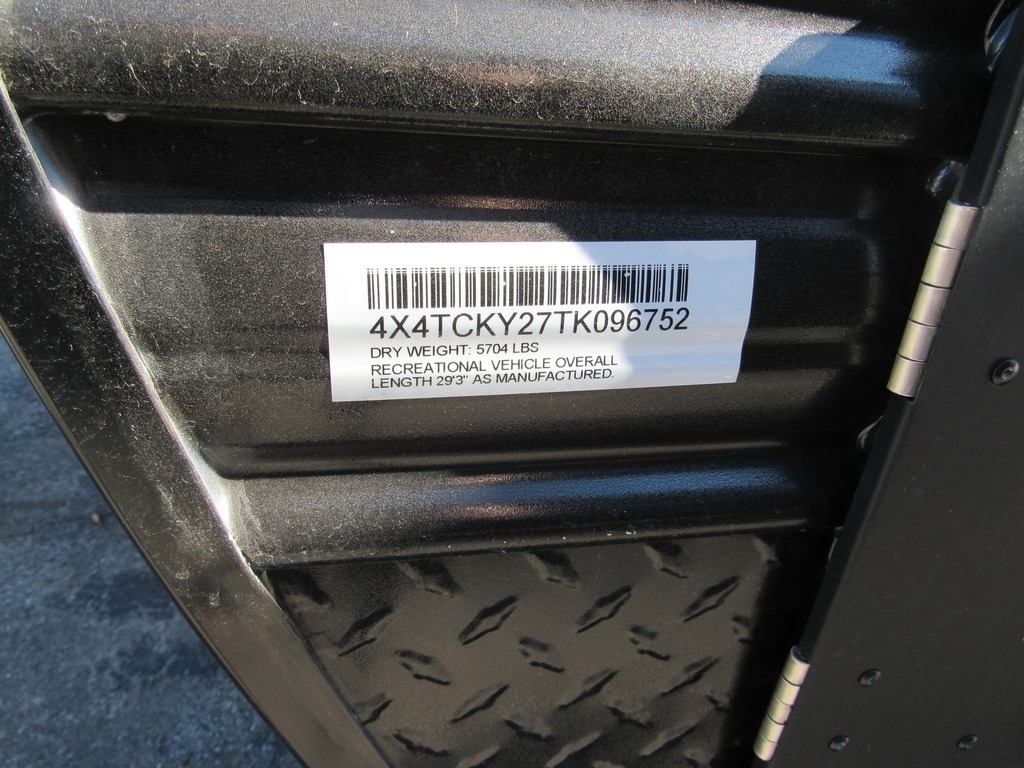 4X4TCKY27TK096752
DRY WEIGHT: 5704 LBS
RECREATIONAL VEHICLE OVERALL
LENGTH 29'3" AS MANUFACTURED.